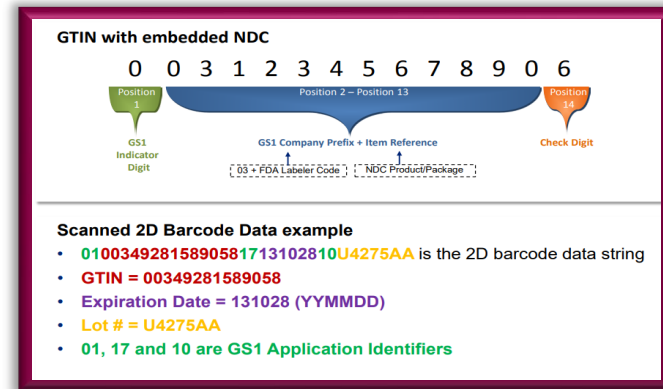 GTIN with embedded NDC
0 0 3 1 2 3 4 5 6 7 8 9 0 6
Position 1
Position 2 – Position 13
Position 14
GS1 Indicator Digit
GS1 Company Prefix + Item Reference
Check Digit
03 + FDA Labeler Code
NDC Product/Package
Scanned 2D Barcode Data example
• 01003492815890581713102810U4275AA is the 2D barcode data string
• GTIN = 00349281589058
• Expiration Date = 131028 (YYMMDD)
• Lot # = U4275AA
• 01, 17 and 10 are GS1 Application Identifiers